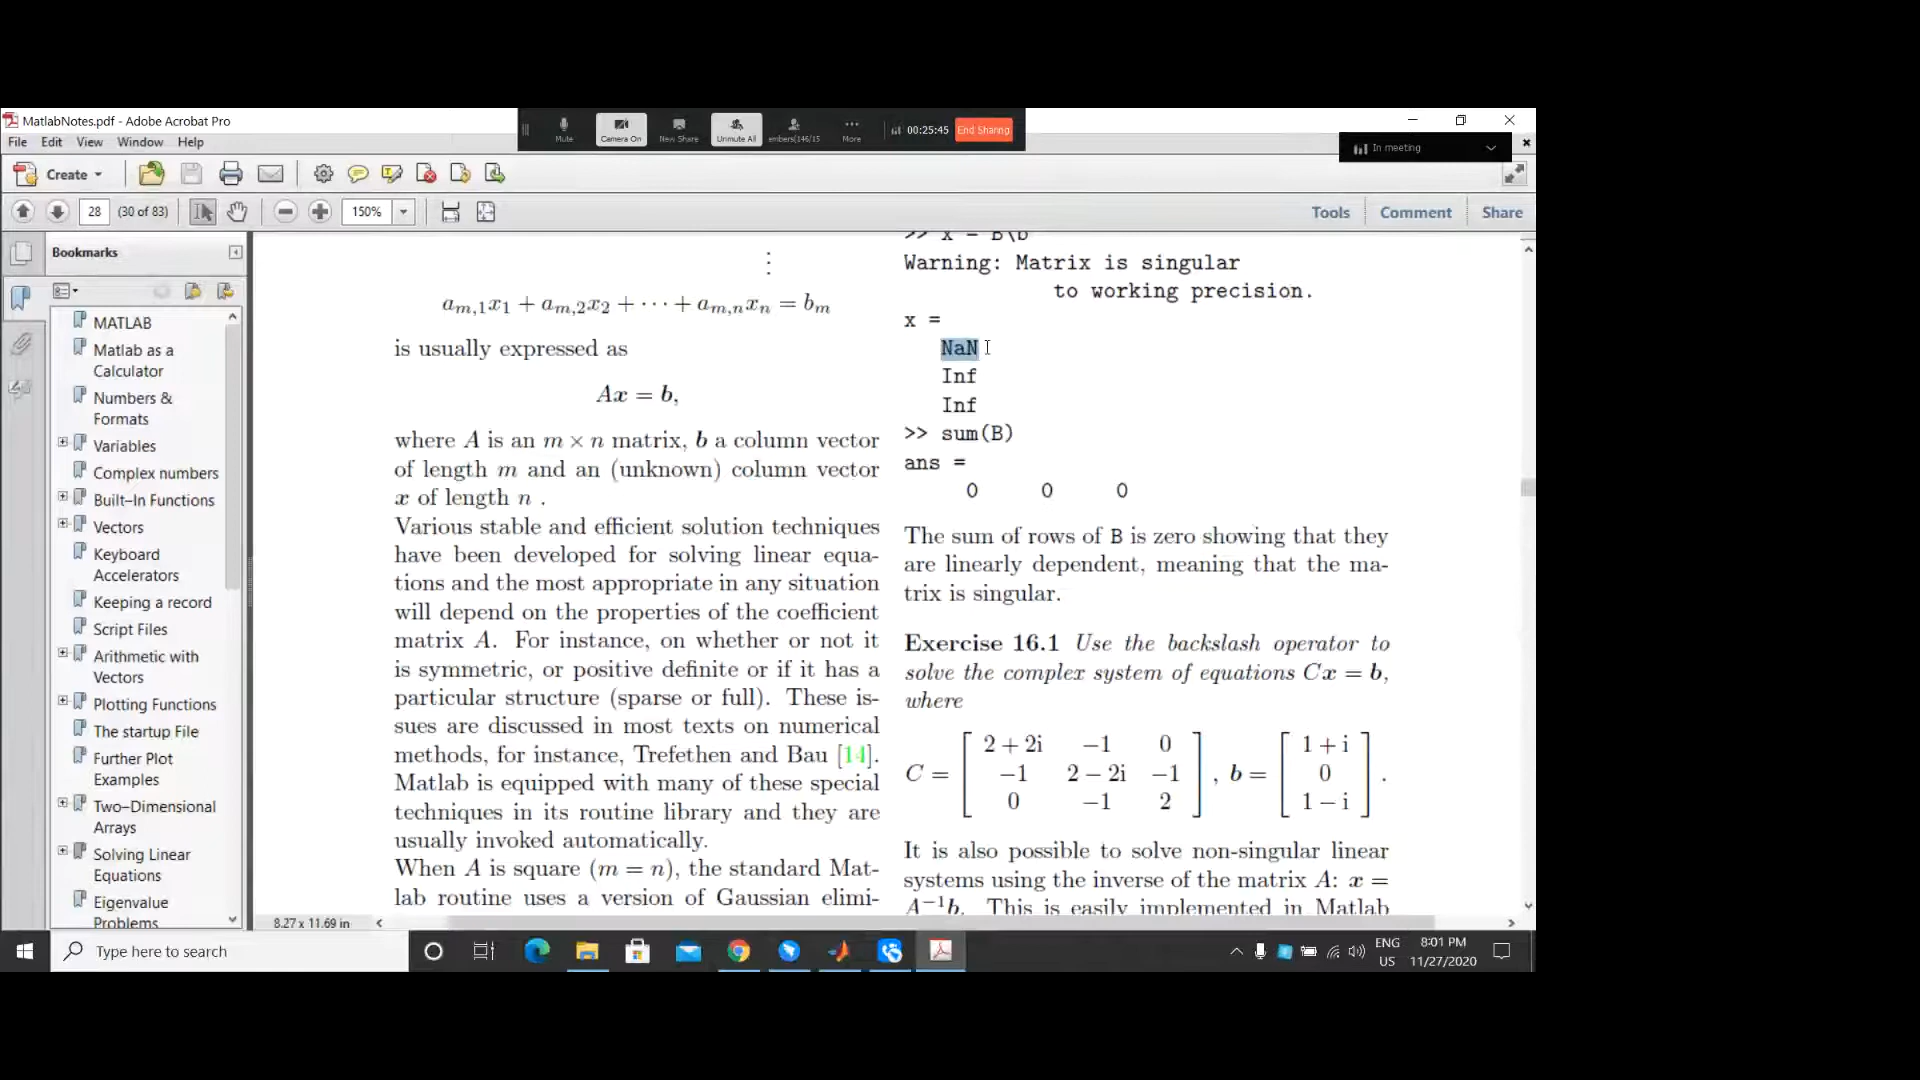 MatlabNotes.pdf - Adobe Acrobat Pro
File Edit View Window Help
Mute Camera On New Share Unmute All embers(146/15 More 00:25:45 End Sharing
In meeting
Create
28 (30 of 83) 150% Tools Comment Share
Bookmarks
MATLAB
Matlab as a
Calculator
Numbers &
Formats
Variables
Complex numbers
Built–In Functions
Vectors
Keyboard
Accelerators
Keeping a record
Script Files
Arithmetic with
Vectors
Plotting Functions
The startup File
Further Plot
Examples
Two–Dimensional
Arrays
Solving Linear
Equations
Eigenvalue
Problems
⋮
a_{m,1}x_1 + a_{m,2}x_2 + ··· + a_{m,n}x_n = b_m
is usually expressed as
Ax = b,
where A is an m × n matrix, b a column vector
of length m and an (unknown) column vector
x of length n .
Various stable and efficient solution techniques
have been developed for solving linear equa-
tions and the most appropriate in any situation
will depend on the properties of the coefficient
matrix A. For instance, on whether or not it
is symmetric, or positive definite or if it has a
particular structure (sparse or full). These is-
sues are discussed in most texts on numerical
methods, for instance, Trefethen and Bau [14].
Matlab is equipped with many of these special
techniques in its routine library and they are
usually invoked automatically.
When A is square (m = n), the standard Mat-
lab routine uses a version of Gaussian elimi-
>> x = B\b
Warning: Matrix is singular
to working precision.
x =
NaN
Inf
Inf
>> sum(B)
ans =
0 0 0
The sum of rows of B is zero showing that they
are linearly dependent, meaning that the ma-
trix is singular.
Exercise 16.1 Use the backslash operator to
solve the complex system of equations Cx = b,
where
2 + 2i −1 0 1 + i
C = −1 2 − 2i −1 , b = 0 .
0 −1 2 1 − i
It is also possible to solve non-singular linear
systems using the inverse of the matrix A: x =
A⁻¹b. This is easily implemented in Matlab
8.27 x 11.69 in
Type here to search
ENG
US
8:01 PM
11/27/2020